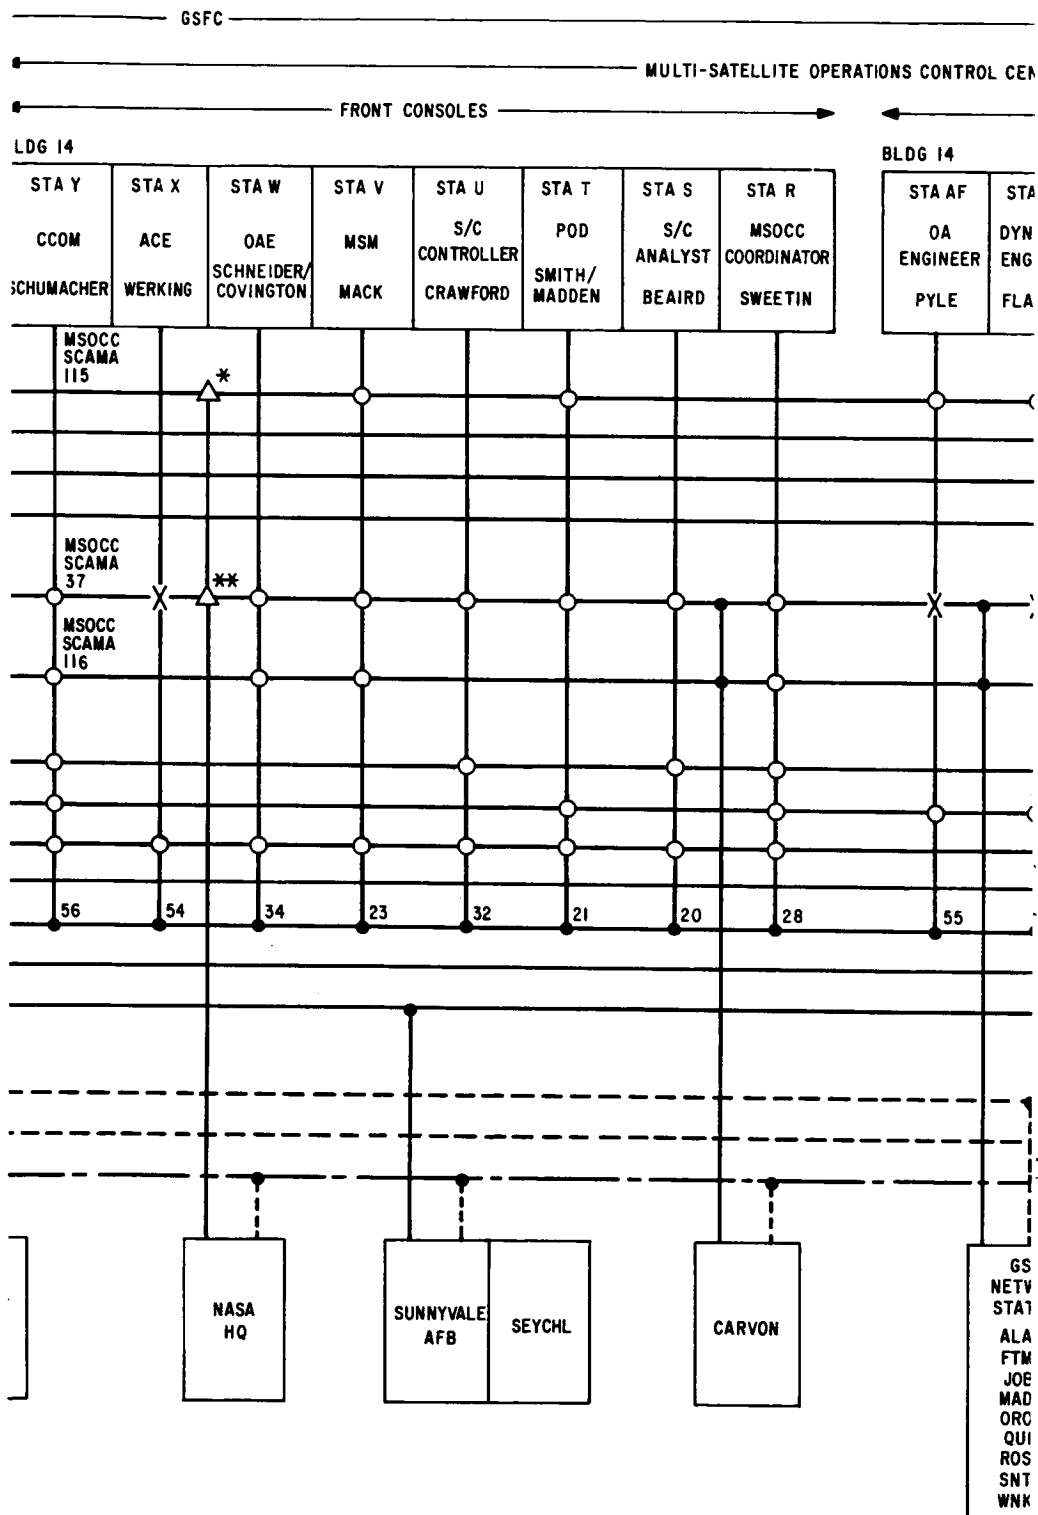 GSFC
MULTI-SATELLITE OPERATIONS CONTROL CEN
FRONT CONSOLES
LDG 14
BLDG 14
STA Y
CCOM
SCHUMACHER
STA X
ACE
WERKING
STA W
OAE
SCHNEIDER/
COVINGTON
STA V
MSM
MACK
STA U
S/C
CONTROLLER
CRAWFORD
STA T
POD
SMITH/
MADDEN
STA S
S/C
ANALYST
BEAIRD
STA R
MSOCC
COORDINATOR
SWEETIN
STA AF
OA
ENGINEER
PYLE
STA
DYN
ENG
FLA
MSOCC
SCAMA
115
*
MSOCC
SCAMA
37
**
MSOCC
SCAMA
116
56 54 34 23 32 21 20 28 55
NASA
HQ
SUNNYVALE
AFB
SEYCHL
CARVON
GS
NETW
STAT
ALA
FTM
JOB
MAD
ORO
QUI
ROS
SNT
WNK